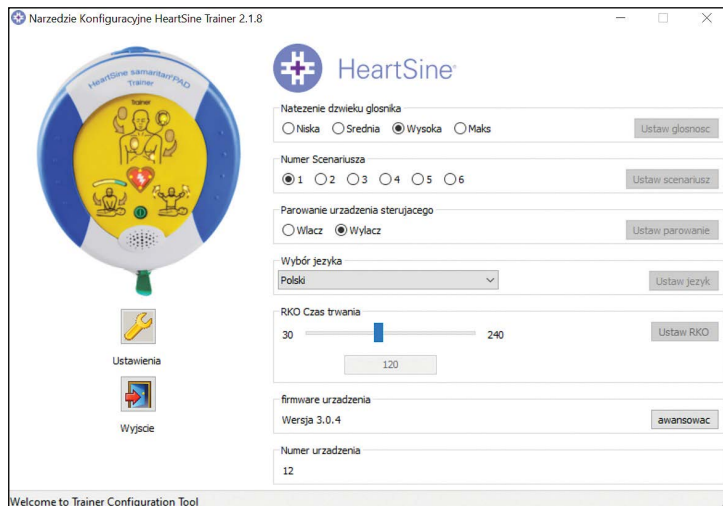 Narzedzie Konfiguracyjne HeartSine Trainer 2.1.8
HeartSine samaritan PAD
Trainer
Trainer
HeartSine
Natezenie dzwieku glosnika
Niska Srednia Wysoka Maks
Ustaw glosnosc
Numer Scenariusza
1 2 3 4 5 6
Ustaw scenariusz
Parowanie urzadzenia sterujacego
Wlacz Wylacz
Ustaw parowanie
Wybór jezyka
Polski
Ustaw jezyk
RKO Czas trwania
30 240
Ustaw RKO
120
Ustawienia
Wyjscie
firmware urzadzenia
Wersja 3.0.4
awansowac
Numer urzadzenia
12
Welcome to Trainer Configuration Tool